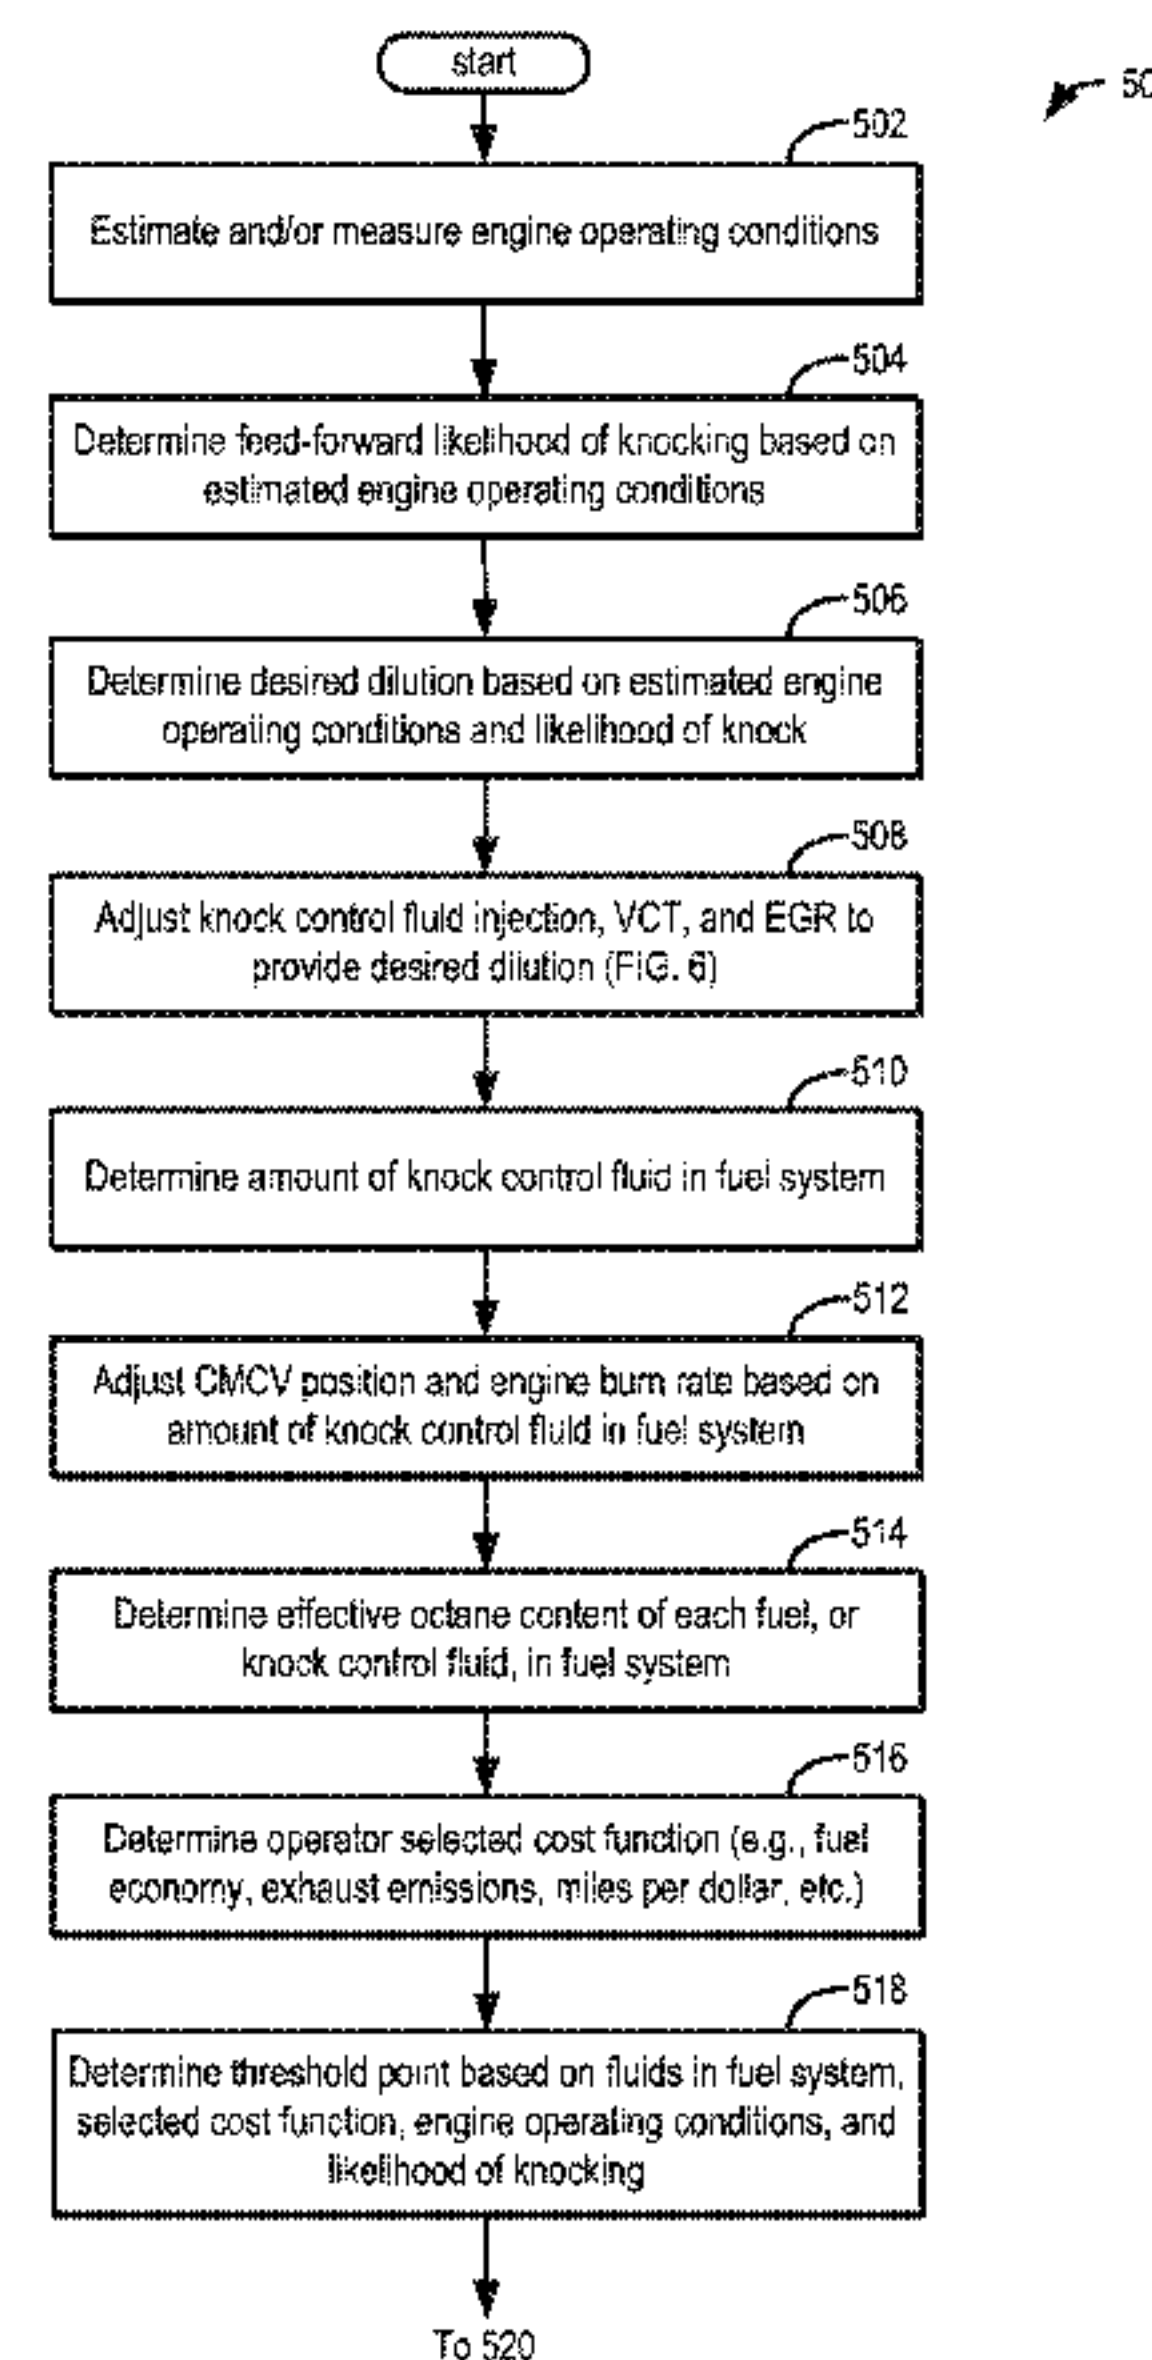 start
50
502
Estimate and/or measure engine operating conditions
504
Determine feed-forward likelihood of knocking based on
estimated engine operating conditions
506
Determine desired dilution based on estimated engine
operating conditions and likelihood of knock
508
Adjust knock control fluid injection, VCT, and EGR to
provide desired dilution (FIG. 6)
510
Determine amount of knock control fluid in fuel system
512
Adjust CMCV position and engine burn rate based on
amount of knock control fluid in fuel system
514
Determine effective octane content of each fuel, or
knock control fluid, in fuel system
516
Determine operator selected cost function (e.g., fuel
economy, exhaust emissions, miles per dollar, etc.)
518
Determine threshold point based on fluids in fuel system,
selected cost function, engine operating conditions, and
likelihood of knocking
To 520